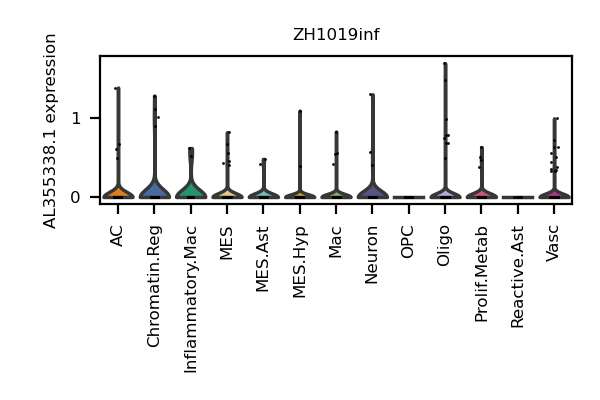 ZH1019inf
AL355338.1 expression
1
0
AC
Chromatin.Reg
Inflammatory.Mac
MES
MES.Ast
MES.Hyp
Mac
Neuron
OPC
Oligo
Prolif.Metab
Reactive.Ast
Vasc